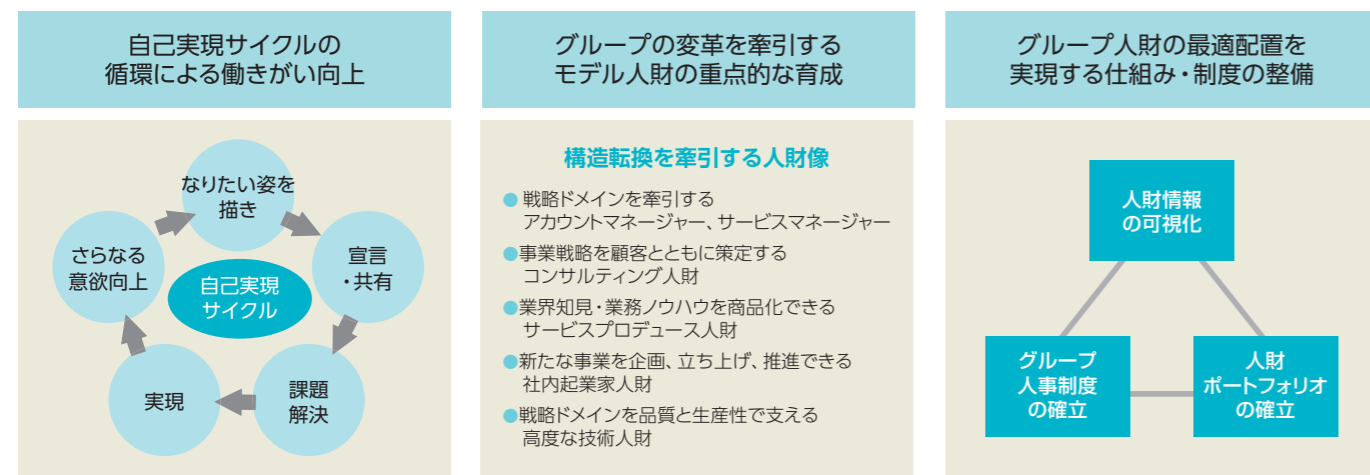 自己実現サイクルの
循環による働きがい向上
なりたい姿を
描き
宣言
・共有
課題
解決
実現
さらなる
意欲向上
自己実現
サイクル
グループの変革を牽引する
モデル人財の重点的な育成
構造転換を牽引する人財像
●戦略ドメインを牽引する
アカウントマネージャー、サービスマネージャー
●事業戦略を顧客とともに策定する
コンサルティング人財
●業界知見・業務ノウハウを商品化できる
サービスプロデュース人財
●新たな事業を企画、立ち上げ、推進できる
社内起業家人財
●戦略ドメインを品質と生産性で支える
高度な技術人財
グループ人財の最適配置を
実現する仕組み・制度の整備
人財情報
の可視化
グループ
人事制度
の確立
人財
ポートフォリオ
の確立